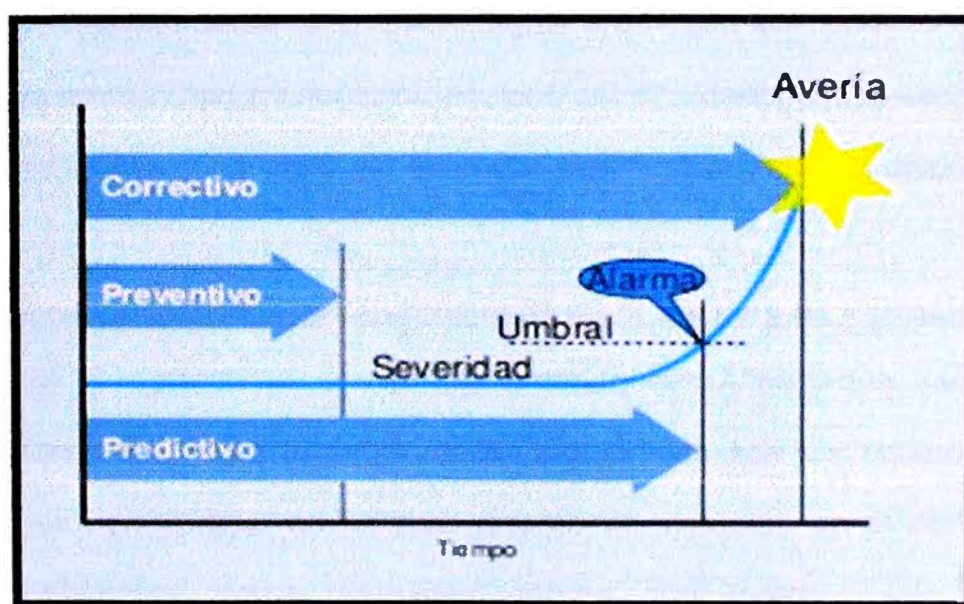 Avería
Correctivo
Preventivo
Alarma
Umbral
Severidad
Predictivo
Tiempo